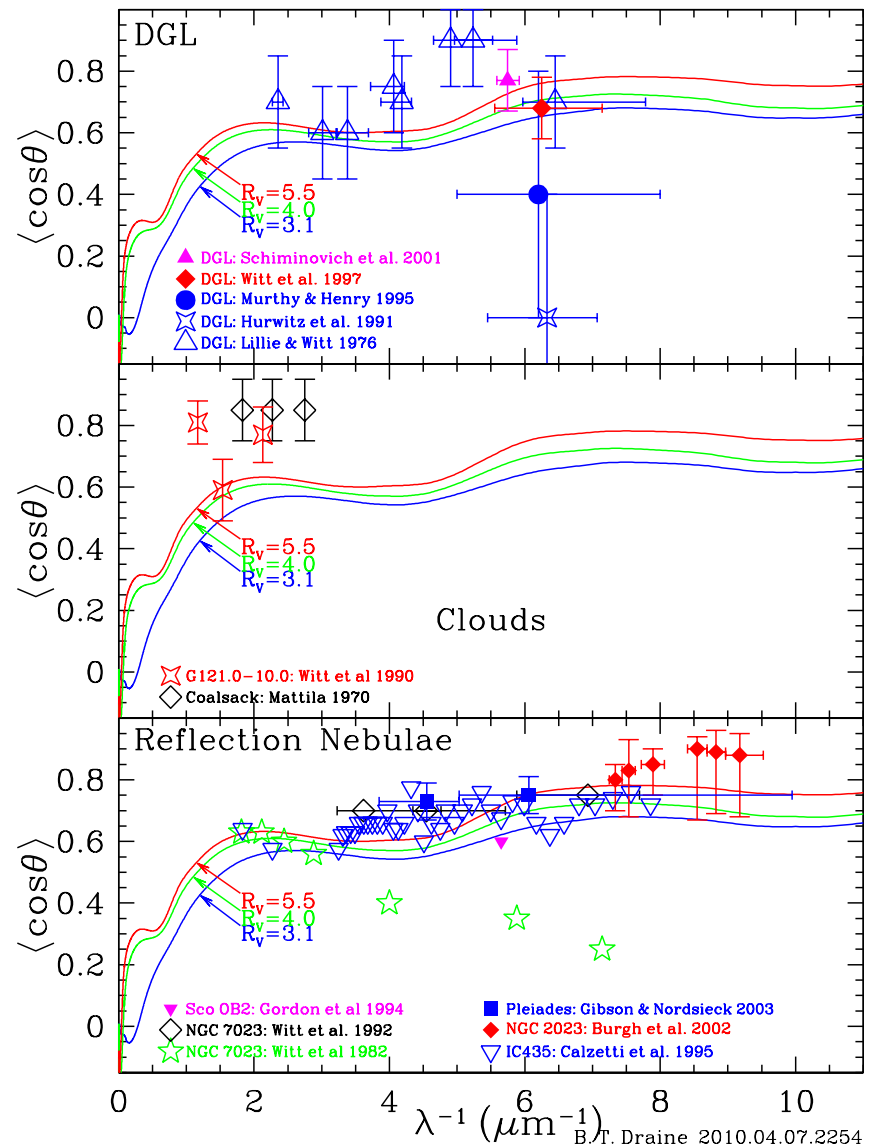 DGL
0.8
0.6
0.4
0.2
0
⟨cosθ⟩
R_V=5.5
R_V=4.0
R_V=3.1
DGL: Schiminovich et al. 2001
DGL: Witt et al. 1997
DGL: Murthy & Henry 1995
DGL: Hurwitz et al. 1991
DGL: Lillie & Witt 1976
0.8
0.6
0.4
0.2
0
⟨cosθ⟩
R_V=5.5
R_V=4.0
R_V=3.1
Clouds
G121.0−10.0: Witt et al 1990
Coalsack: Mattila 1970
Reflection Nebulae
0.8
0.6
0.4
0.2
0
⟨cosθ⟩
R_V=5.5
R_V=4.0
R_V=3.1
Sco OB2: Gordon et al 1994
NGC 7023: Witt et al. 1992
NGC 7023: Witt et al 1982
Pleiades: Gibson & Nordsieck 2003
NGC 2023: Burgh et al. 2002
IC435: Calzetti et al. 1995
0 2 4 6 8 10
λ⁻¹ (μm⁻¹)
B. T. Draine 2010.04.07.2254